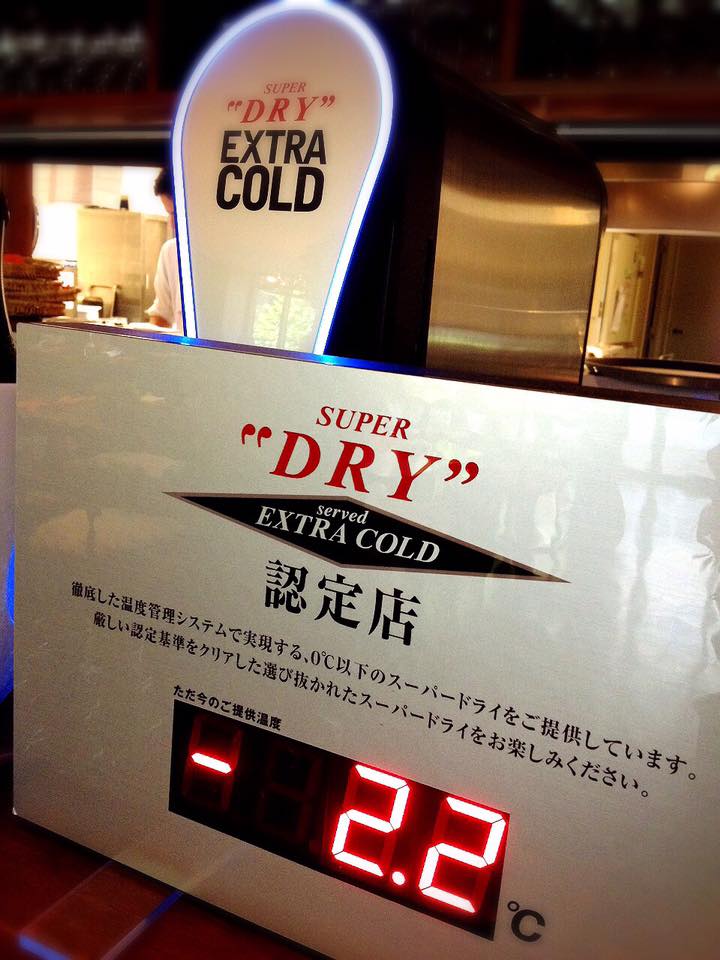 SUPER
"DRY"
EXTRA
COLD
SUPER
"DRY"
served
EXTRA COLD
認定店
徹底した温度管理システムで実現する、0℃以下のスーパードライをご提供しています。
厳しい認定基準をクリアした選び抜かれたスーパードライをお楽しみください。
ただ今のご提供温度
-2.2℃